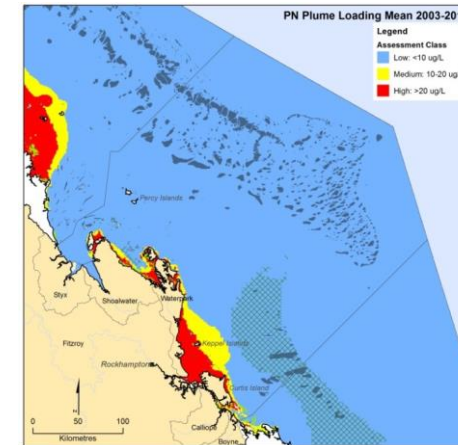 PN Plume Loading Mean 2003-201
Legend
Assessment Class
Low: <10 ug/L
Medium: 10-20 ug
High: >20 ug/L
Percy Islands
Styx
Shoalwater
Waterpark
Fitzroy
Keppel Islands
Rockhampton
Curtis Island
Calliope
Boyne
0 50 100
Kilometres